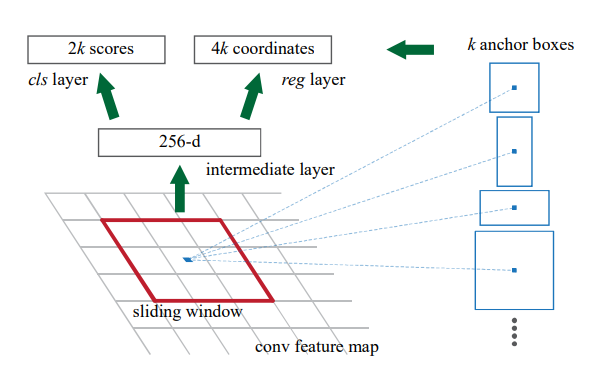 2k scores
4k coordinates
k anchor boxes
cls layer
reg layer
256-d
intermediate layer
sliding window
conv feature map